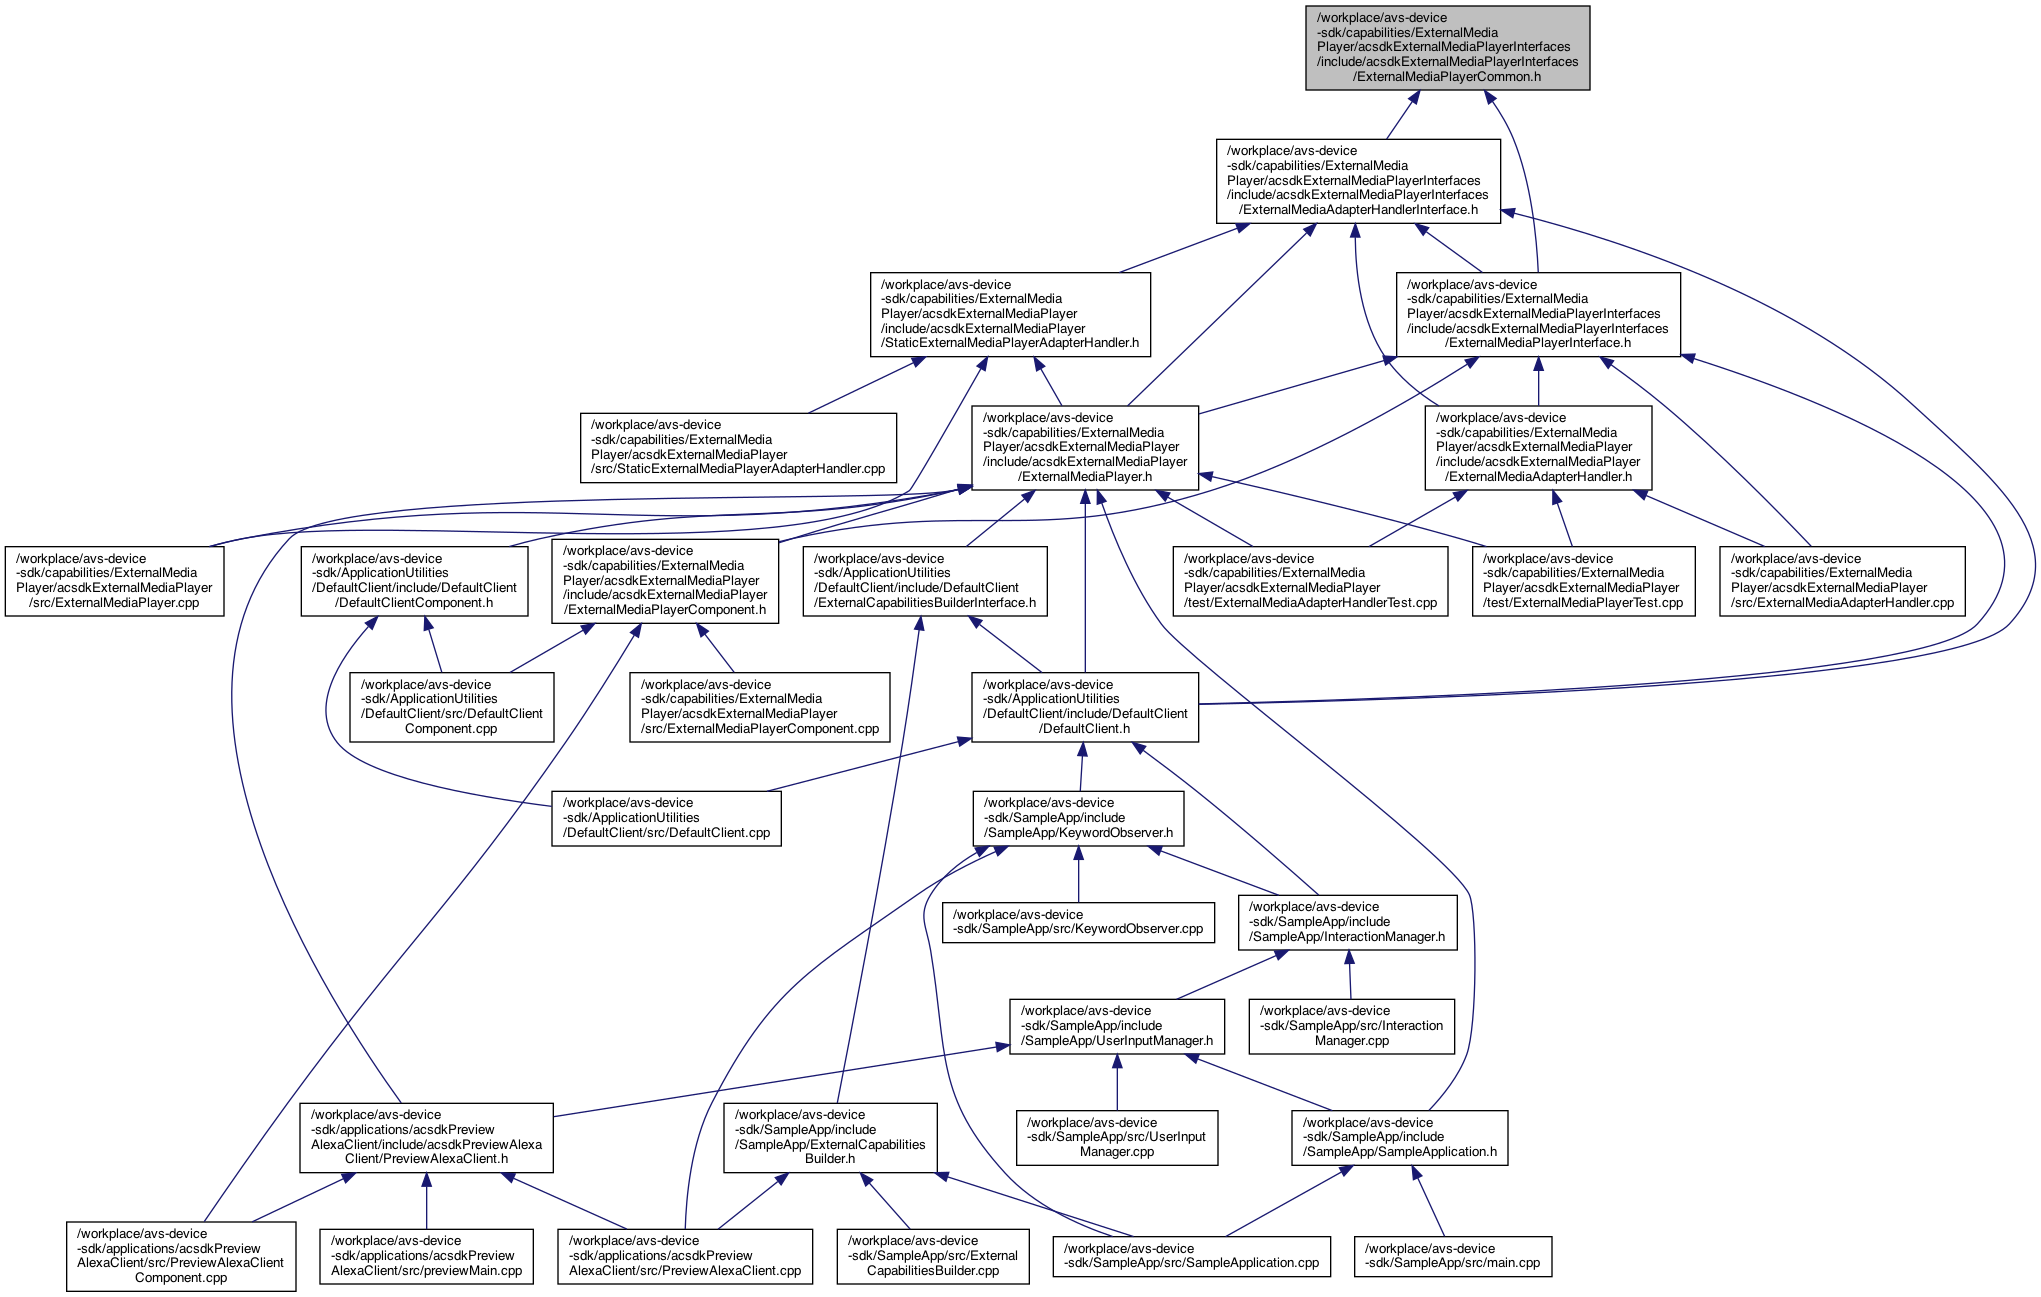 /workplace/avs-device
-sdk/capabilities/ExternalMedia
Player/acsdkExternalMediaPlayerInterfaces
/include/acsdkExternalMediaPlayerInterfaces
/ExternalMediaPlayerCommon.h
/workplace/avs-device
-sdk/capabilities/ExternalMedia
Player/acsdkExternalMediaPlayerInterfaces
/include/acsdkExternalMediaPlayerInterfaces
/ExternalMediaAdapterHandlerInterface.h
/workplace/avs-device
-sdk/capabilities/ExternalMedia
Player/acsdkExternalMediaPlayer
/include/acsdkExternalMediaPlayer
/StaticExternalMediaPlayerAdapterHandler.h
/workplace/avs-device
-sdk/capabilities/ExternalMedia
Player/acsdkExternalMediaPlayerInterfaces
/include/acsdkExternalMediaPlayerInterfaces
/ExternalMediaPlayerInterface.h
/workplace/avs-device
-sdk/capabilities/ExternalMedia
Player/acsdkExternalMediaPlayer
/src/StaticExternalMediaPlayerAdapterHandler.cpp
/workplace/avs-device
-sdk/capabilities/ExternalMedia
Player/acsdkExternalMediaPlayer
/include/acsdkExternalMediaPlayer
/ExternalMediaPlayer.h
/workplace/avs-device
-sdk/capabilities/ExternalMedia
Player/acsdkExternalMediaPlayer
/include/acsdkExternalMediaPlayer
/ExternalMediaAdapterHandler.h
/workplace/avs-device
-sdk/capabilities/ExternalMedia
Player/acsdkExternalMediaPlayer
/src/ExternalMediaPlayer.cpp
/workplace/avs-device
-sdk/ApplicationUtilities
/DefaultClient/include/DefaultClient
/DefaultClientComponent.h
/workplace/avs-device
-sdk/capabilities/ExternalMedia
Player/acsdkExternalMediaPlayer
/include/acsdkExternalMediaPlayer
/ExternalMediaPlayerComponent.h
/workplace/avs-device
-sdk/ApplicationUtilities
/DefaultClient/include/DefaultClient
/ExternalCapabilitiesBuilderInterface.h
/workplace/avs-device
-sdk/capabilities/ExternalMedia
Player/acsdkExternalMediaPlayer
/test/ExternalMediaAdapterHandlerTest.cpp
/workplace/avs-device
-sdk/capabilities/ExternalMedia
Player/acsdkExternalMediaPlayer
/test/ExternalMediaPlayerTest.cpp
/workplace/avs-device
-sdk/capabilities/ExternalMedia
Player/acsdkExternalMediaPlayer
/src/ExternalMediaAdapterHandler.cpp
/workplace/avs-device
-sdk/ApplicationUtilities
/DefaultClient/src/DefaultClient
Component.cpp
/workplace/avs-device
-sdk/capabilities/ExternalMedia
Player/acsdkExternalMediaPlayer
/src/ExternalMediaPlayerComponent.cpp
/workplace/avs-device
-sdk/ApplicationUtilities
/DefaultClient/include/DefaultClient
/DefaultClient.h
/workplace/avs-device
-sdk/ApplicationUtilities
/DefaultClient/src/DefaultClient.cpp
/workplace/avs-device
-sdk/SampleApp/include
/SampleApp/KeywordObserver.h
/workplace/avs-device
-sdk/SampleApp/src/KeywordObserver.cpp
/workplace/avs-device
-sdk/SampleApp/include
/SampleApp/InteractionManager.h
/workplace/avs-device
-sdk/SampleApp/include
/SampleApp/UserInputManager.h
/workplace/avs-device
-sdk/SampleApp/src/Interaction
Manager.cpp
/workplace/avs-device
-sdk/applications/acsdkPreview
AlexaClient/include/acsdkPreviewAlexa
Client/PreviewAlexaClient.h
/workplace/avs-device
-sdk/SampleApp/include
/SampleApp/ExternalCapabilities
Builder.h
/workplace/avs-device
-sdk/SampleApp/src/UserInput
Manager.cpp
/workplace/avs-device
-sdk/SampleApp/include
/SampleApp/SampleApplication.h
/workplace/avs-device
-sdk/applications/acsdkPreview
AlexaClient/src/PreviewAlexaClient
Component.cpp
/workplace/avs-device
-sdk/applications/acsdkPreview
AlexaClient/src/previewMain.cpp
/workplace/avs-device
-sdk/applications/acsdkPreview
AlexaClient/src/PreviewAlexaClient.cpp
/workplace/avs-device
-sdk/SampleApp/src/External
CapabilitiesBuilder.cpp
/workplace/avs-device
-sdk/SampleApp/src/SampleApplication.cpp
/workplace/avs-device
-sdk/SampleApp/src/main.cpp